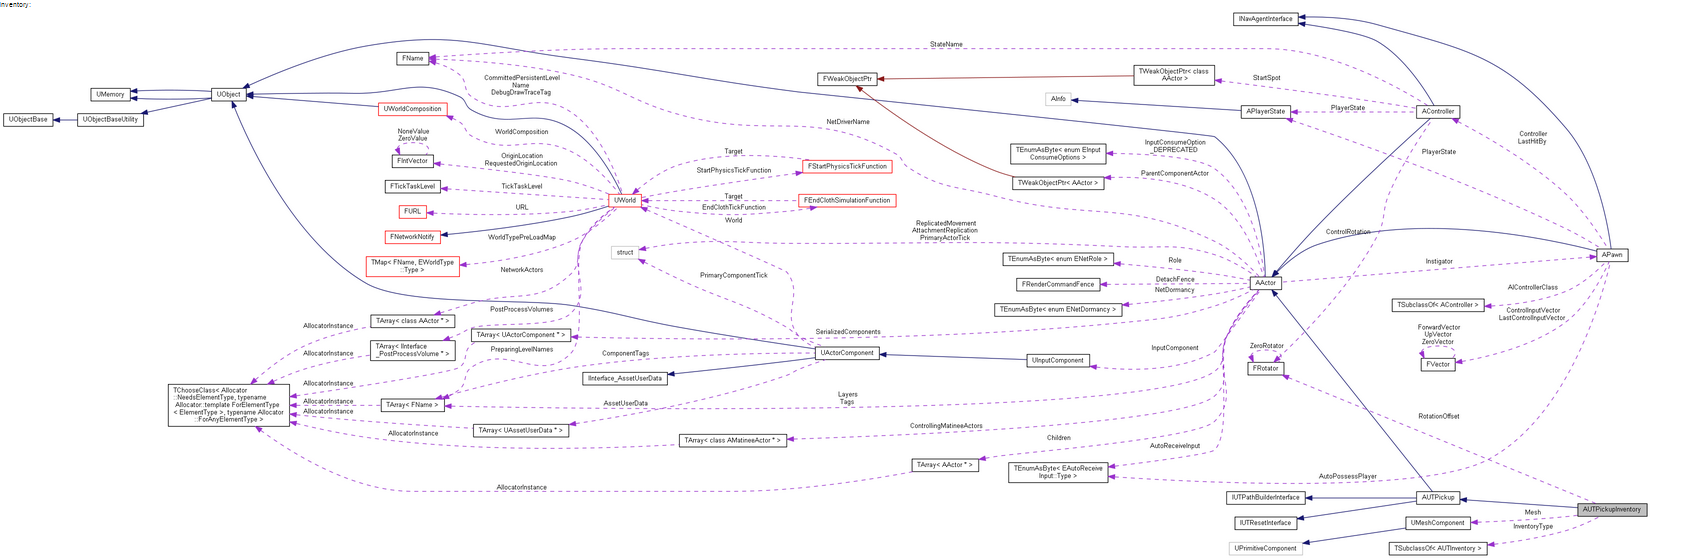 Inventory:
INavAgentInterface
StateName
FName
CommittedPersistentLevel
Name
DebugDrawTraceTag
FWeakObjectPtr
TWeakObjectPtr< class
AActor >
StartSpot
UMemory
UObject
UWorldComposition
AInfo
APlayerState
PlayerState
AController
UObjectBase
UObjectBaseUtility
NetDriverName
NoneValue
ZeroValue
WorldComposition
Controller
LastHitBy
InputConsumeOption
_DEPRECATED
TEnumAsByte< enum EInput
ConsumeOptions >
PlayerState
FIntVector
OriginLocation
RequestedOriginLocation
Target
FStartPhysicsTickFunction
StartPhysicsTickFunction
ParentComponentActor
TWeakObjectPtr< AActor >
FTickTaskLevel
TickTaskLevel
UWorld
Target
FEndClothSimulationFunction
EndClothTickFunction
FURL
URL
World
FNetworkNotify
WorldTypePreLoadMap
ReplicatedMovement
AttachmentReplication
PrimaryActorTick
ControlRotation
struct
TMap< FName, EWorldType
::Type >
NetworkActors
PrimaryComponentTick
TEnumAsByte< enum ENetRole >
Role
Instigator
APawn
FRenderCommandFence
DetachFence
AActor
AIControllerClass
NetDormancy
TEnumAsByte< enum ENetDormancy >
TSubclassOf< AController >
PostProcessVolumes
ControlInputVector
LastControlInputVector
AllocatorInstance
TArray< class AActor * >
TArray< UActorComponent * >
SerializedComponents
ForwardVector
UpVector
ZeroVector
TArray< IInterface
_PostProcessVolume * >
AllocatorInstance
PreparingLevelNames
ComponentTags
UActorComponent
UInputComponent
InputComponent
ZeroRotator
FRotator
FVector
IInterface_AssetUserData
AllocatorInstance
TChooseClass< Allocator
::NeedsElementType, typename
Allocator::template ForElementType
< ElementType >, typename Allocator
::ForAnyElementType >
AllocatorInstance
TArray< FName >
AssetUserData
Layers
Tags
AllocatorInstance
TArray< UAssetUserData * >
RotationOffset
AllocatorInstance
TArray< class AMatineeActor * >
ControllingMatineeActors
Children
AutoReceiveInput
TArray< AActor * >
TEnumAsByte< EAutoReceive
Input::Type >
AutoPossessPlayer
AllocatorInstance
IUTPathBuilderInterface
AUTPickup
AUTPickupInventory
IUTResetInterface
UMeshComponent
Mesh
InventoryType
UPrimitiveComponent
TSubclassOf< AUTInventory >